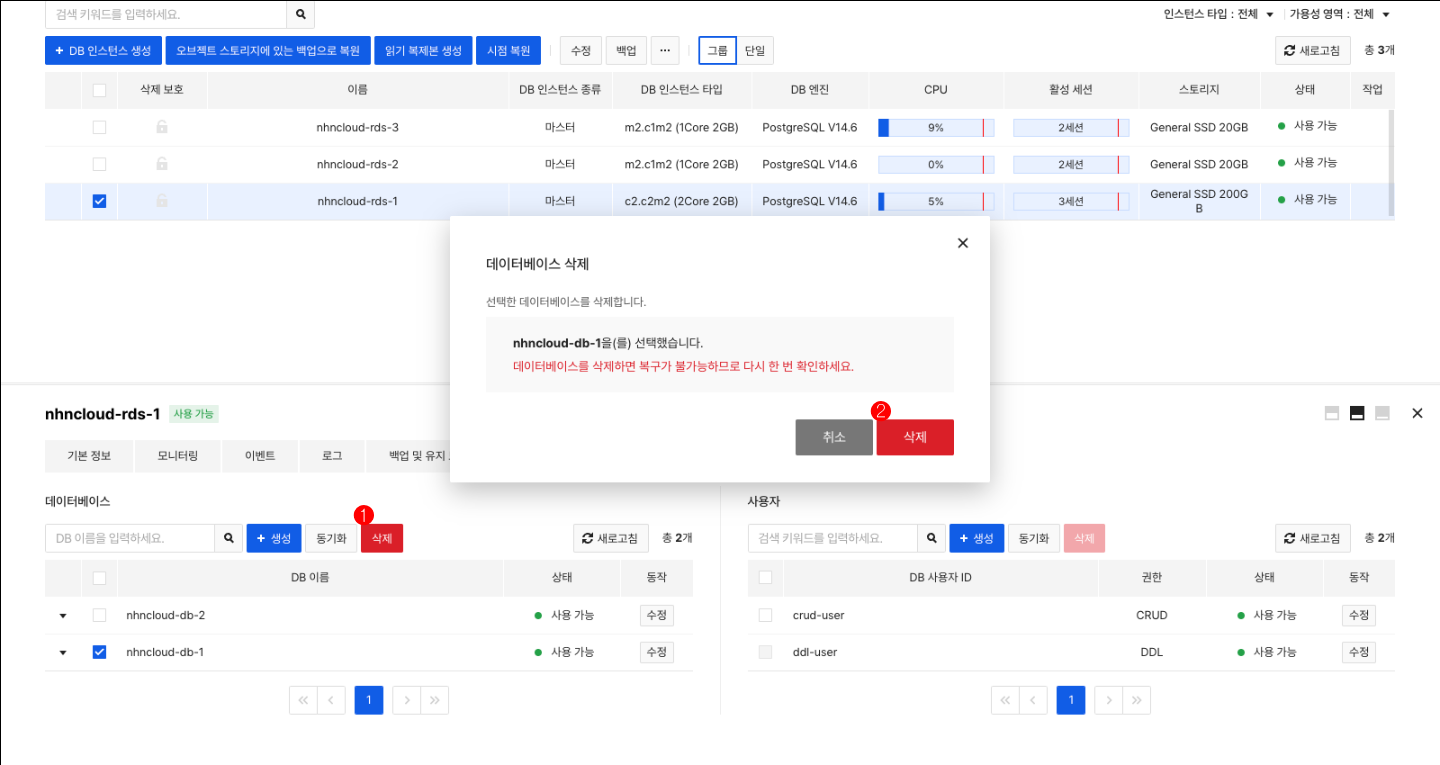 검색 키워드를 입력하세요.
인스턴스 타입 : 전체
가용성 영역 : 전체
+ DB 인스턴스 생성
오브젝트 스토리지에 있는 백업으로 복원
읽기 복제본 생성
시점 복원
수정
백업
···
그룹
단일
새로고침
총 3개
삭제 보호 이름 DB 인스턴스 종류 DB 인스턴스 타입 DB 엔진 CPU 활성 세션 스토리지 상태 작업
nhncloud-rds-3 마스터 m2.c1m2 (1Core 2GB) PostgreSQL V14.6 9% 2세션 General SSD 20GB 사용 가능
nhncloud-rds-2 마스터 m2.c1m2 (1Core 2GB) PostgreSQL V14.6 0% 2세션 General SSD 20GB 사용 가능
nhncloud-rds-1 마스터 c2.c2m2 (2Core 2GB) PostgreSQL V14.6 5% 3세션 General SSD 200G
B 사용 가능
데이터베이스 삭제
선택한 데이터베이스를 삭제합니다.
nhncloud-db-1을(를) 선택했습니다.
데이터베이스를 삭제하면 복구가 불가능하므로 다시 한 번 확인하세요.
2
취소
삭제
nhncloud-rds-1 사용 가능
기본 정보
모니터링
이벤트
로그
백업 및 유지
데이터베이스
1
DB 이름을 입력하세요.
+ 생성
동기화
삭제
새로고침
총 2개
DB 이름 상태 동작
nhncloud-db-2 사용 가능 수정
nhncloud-db-1 사용 가능 수정
1
사용자
검색 키워드를 입력하세요.
+ 생성
동기화
삭제
새로고침
총 2개
DB 사용자 ID 권한 상태 동작
crud-user CRUD 사용 가능 수정
ddl-user DDL 사용 가능 수정
1